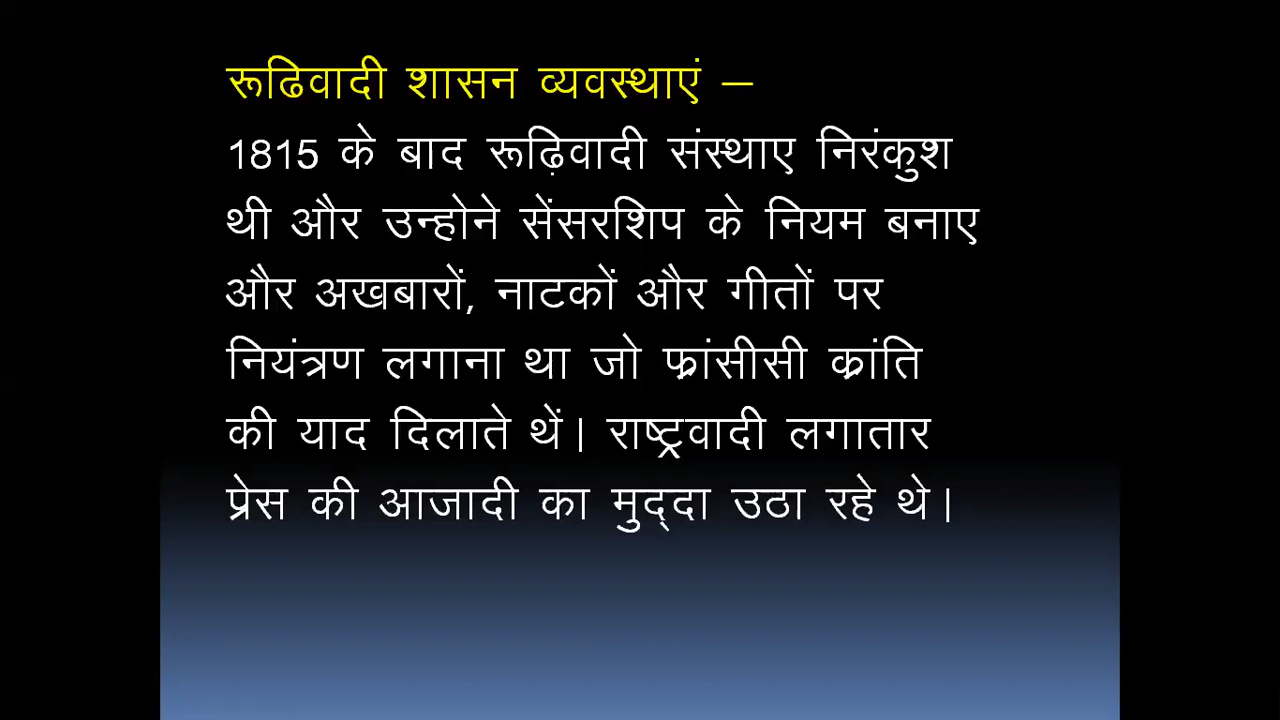 रूढिवादी शासन व्यवस्थाएं –
1815 के बाद रूढ़िवादी संस्थाए निरंकुश
थी और उन्होने सेंसरशिप के नियम बनाए
और अखबारों, नाटकों और गीतों पर
नियंत्रण लगाना था जो फ्रांसीसी क्रांति
की याद दिलाते थें। राष्ट्रवादी लगातार
प्रेस की आजादी का मुद्दा उठा रहे थे।